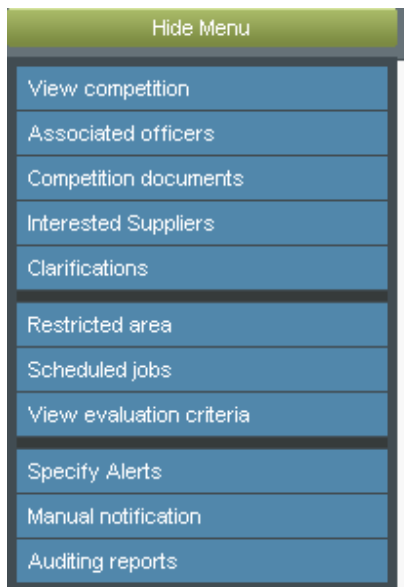 Hide Menu
View competition
Associated officers
Competition documents
Interested Suppliers
Clarifications
Restricted area
Scheduled jobs
View evaluation criteria
Specify Alerts
Manual notification
Auditing reports